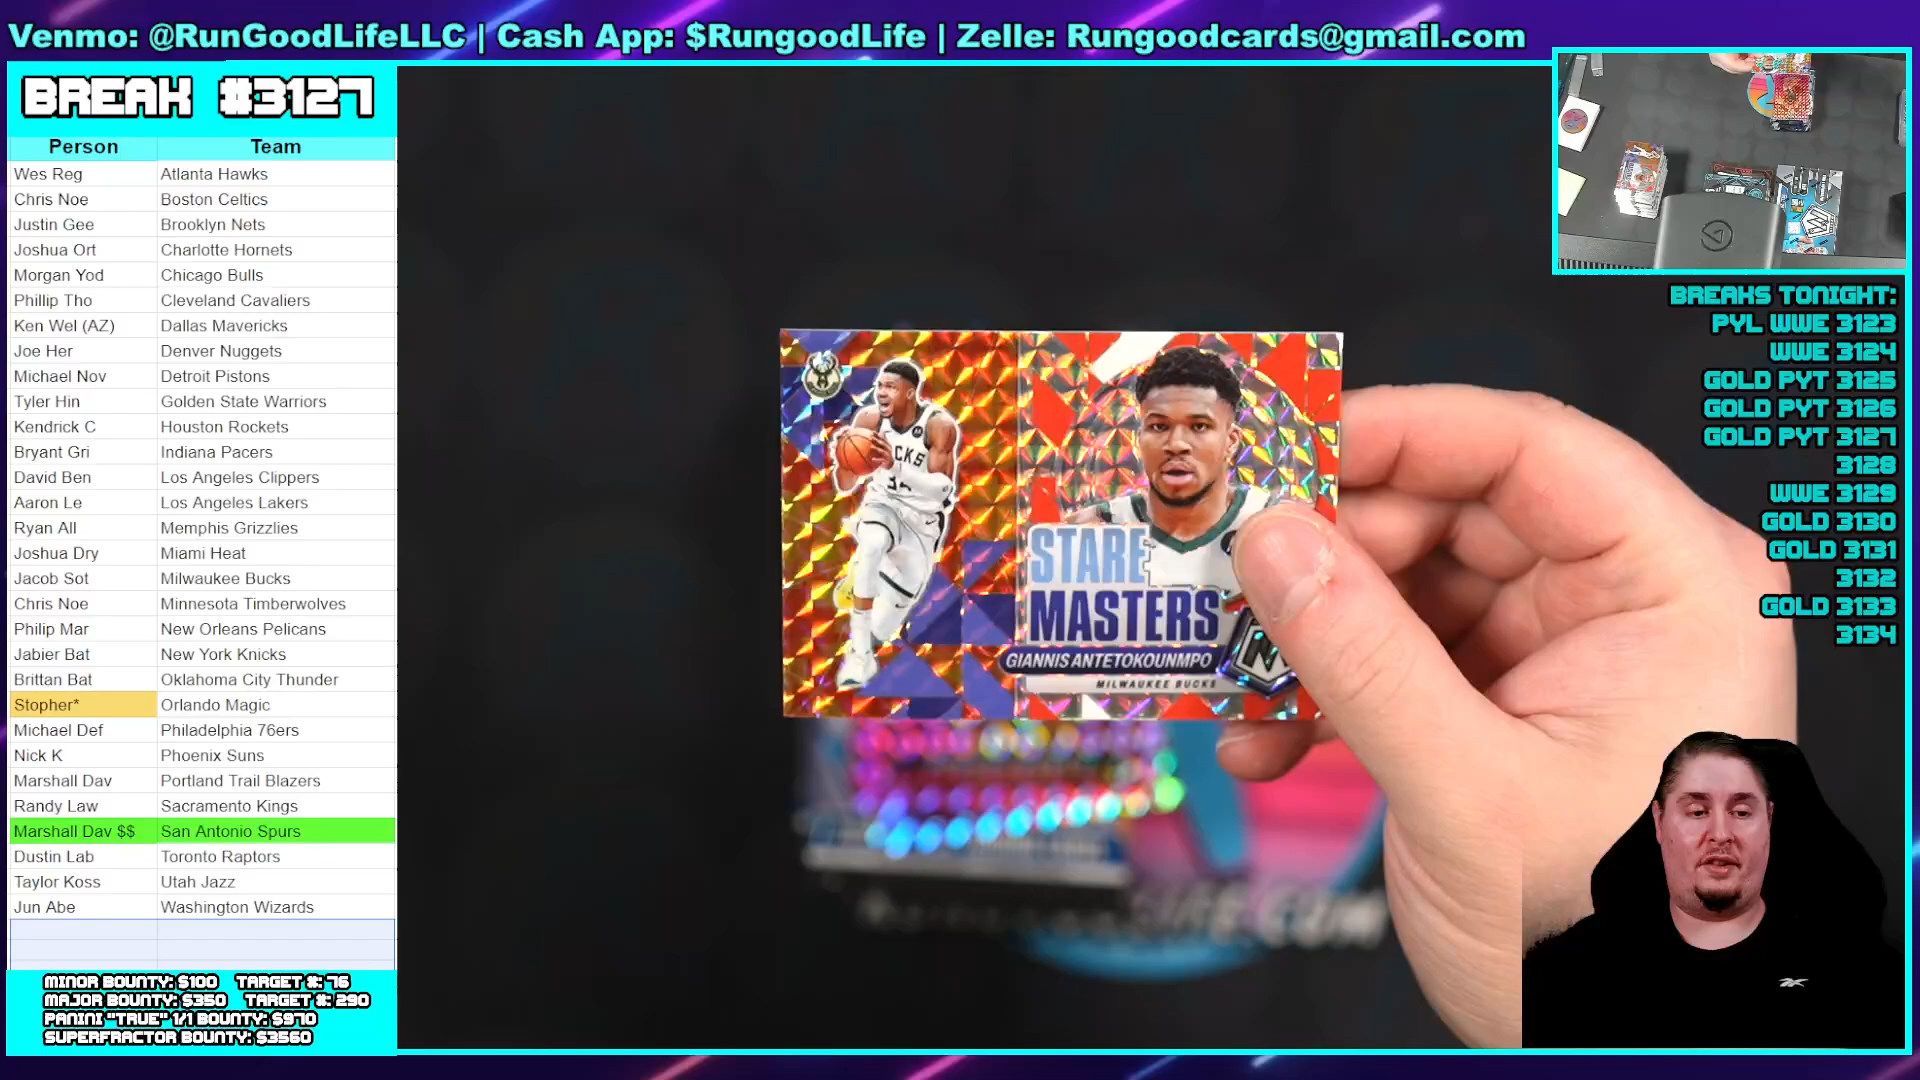 Venmo: @RunGoodLifeLLC | Cash App: $RungoodLife | Zelle: Rungoodcards@gmail.com
BREAK #3127
Person Team
Wes Reg Atlanta Hawks
Chris Noe Boston Celtics
Justin Gee Brooklyn Nets
Joshua Ort Charlotte Hornets
Morgan Yod Chicago Bulls
Phillip Tho Cleveland Cavaliers
Ken Wel (AZ) Dallas Mavericks
Joe Her Denver Nuggets
Michael Nov Detroit Pistons
Tyler Hin Golden State Warriors
Kendrick C Houston Rockets
Bryant Gri Indiana Pacers
David Ben Los Angeles Clippers
Aaron Le Los Angeles Lakers
Ryan All Memphis Grizzlies
Joshua Dry Miami Heat
Jacob Sot Milwaukee Bucks
Chris Noe Minnesota Timberwolves
Philip Mar New Orleans Pelicans
Jabier Bat New York Knicks
Brittan Bat Oklahoma City Thunder
Stopher* Orlando Magic
Michael Def Philadelphia 76ers
Nick K Phoenix Suns
Marshall Dav Portland Trail Blazers
Randy Law Sacramento Kings
Marshall Dav $$ San Antonio Spurs
Dustin Lab Toronto Raptors
Taylor Koss Utah Jazz
Jun Abe Washington Wizards
MINOR BOUNTY: $100 TARGET #: 76
MAJOR BOUNTY: $350 TARGET #: 290
PANINI "TRUE" 1/1 BOUNTY: $970
SUPERFRACTOR BOUNTY: $3560
STARE
MASTERS
GIANNIS ANTETOKOUNMPO
MILWAUKEE BUCKS
BREAKS TONIGHT:
PYL WWE 3123
WWE 3124
GOLD PYT 3125
GOLD PYT 3126
GOLD PYT 3127
3128
WWE 3129
GOLD 3130
GOLD 3131
3132
GOLD 3133
3134